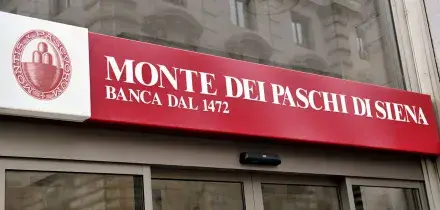 MONTE DEI PASCHI DI SIENA
BANCA DAL 1472